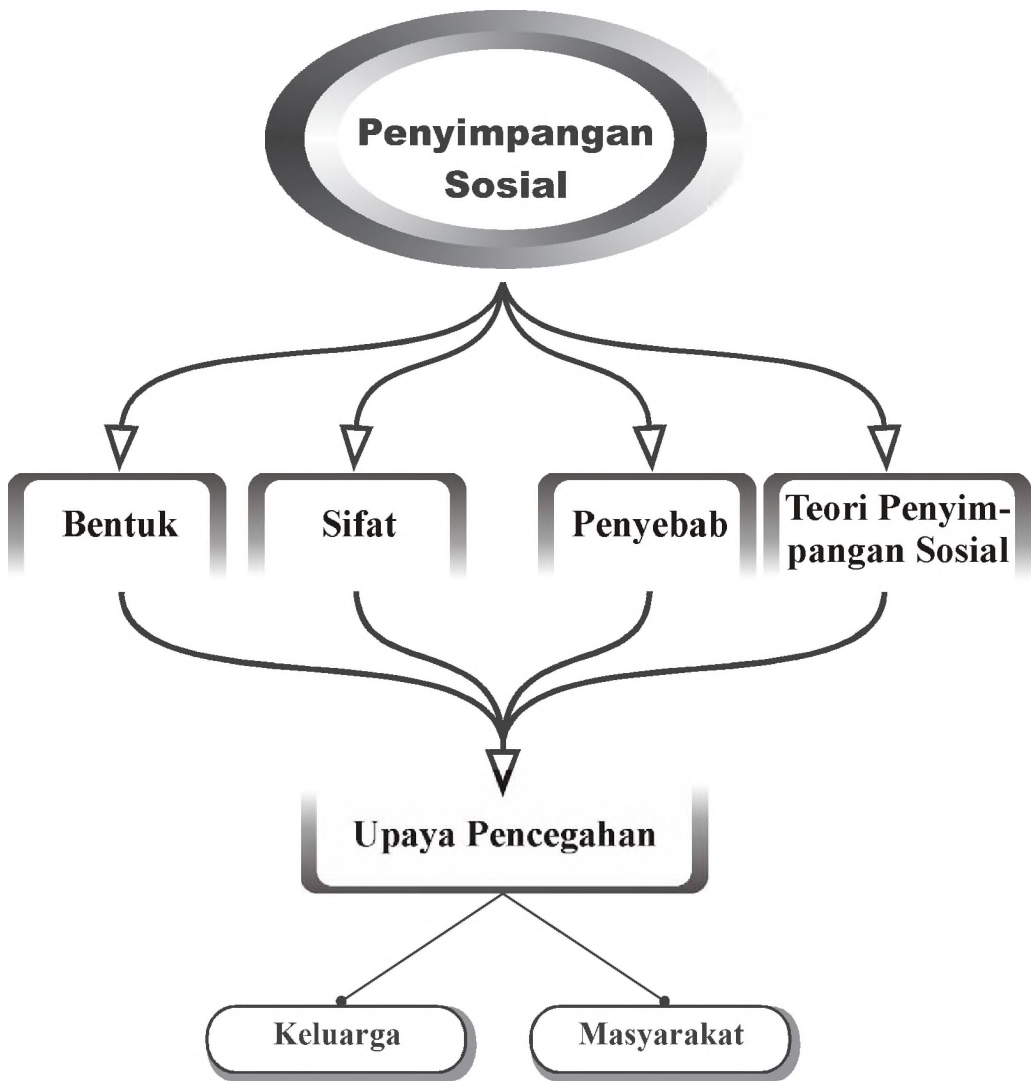 Penyimpangan
Sosial
Bentuk
Sifat
Penyebab
Teori Penyim-
pangan Sosial
Upaya Pencegahan
Keluarga
Masyarakat